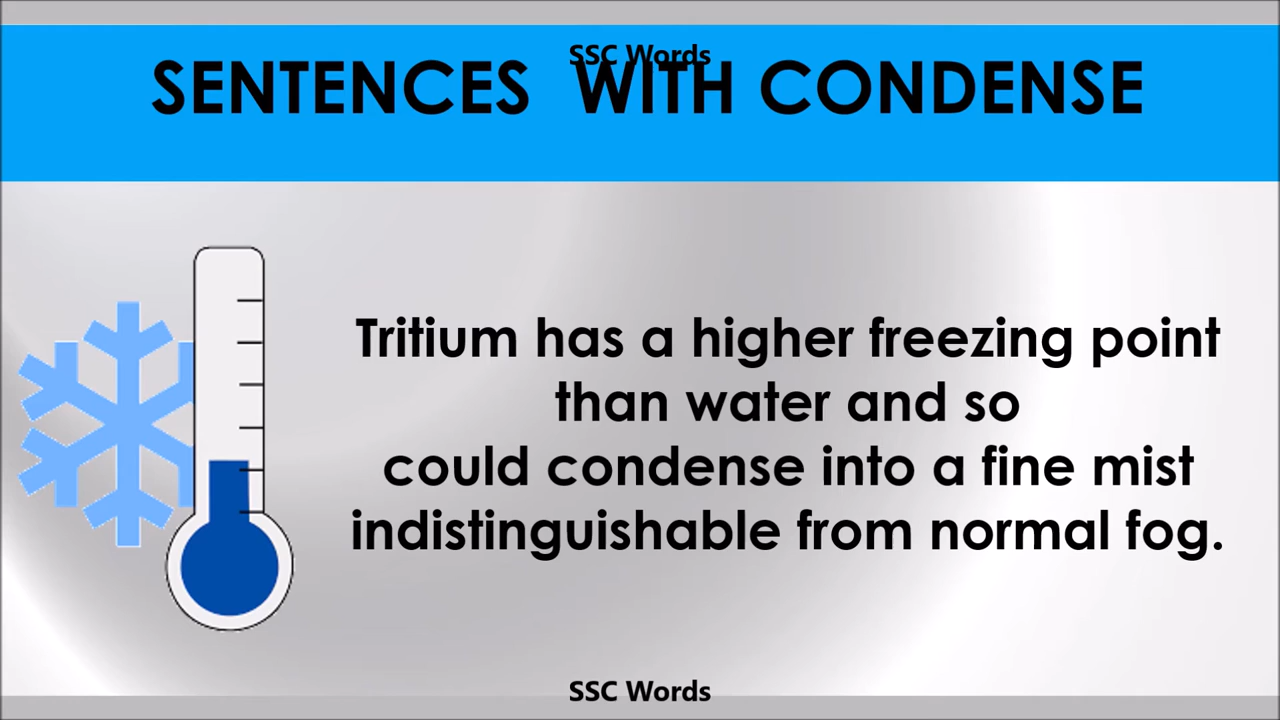 SSC Words
SENTENCES WITH CONDENSE
Tritium has a higher freezing point
than water and so
could condense into a fine mist
indistinguishable from normal fog.
SSC Words